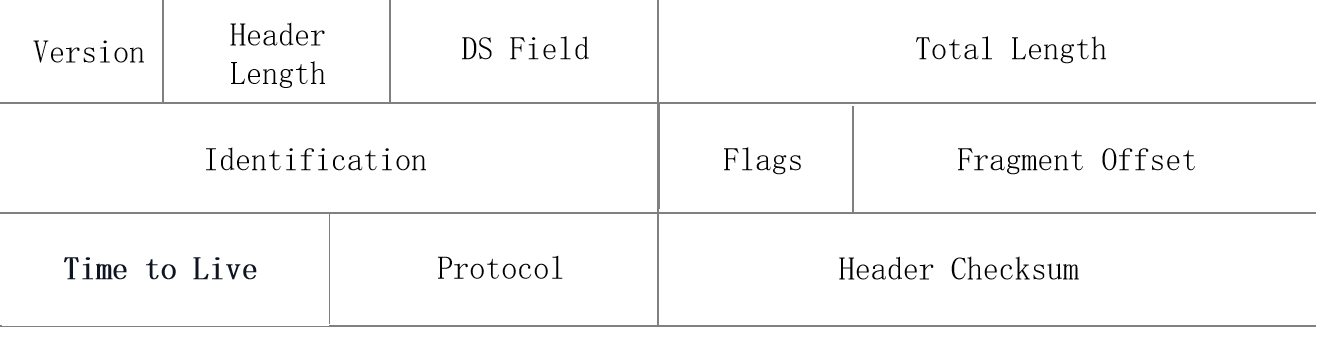 Version
Header
Length
DS Field
Total Length
Identification
Flags
Fragment Offset
Time to Live
Protocol
Header Checksum